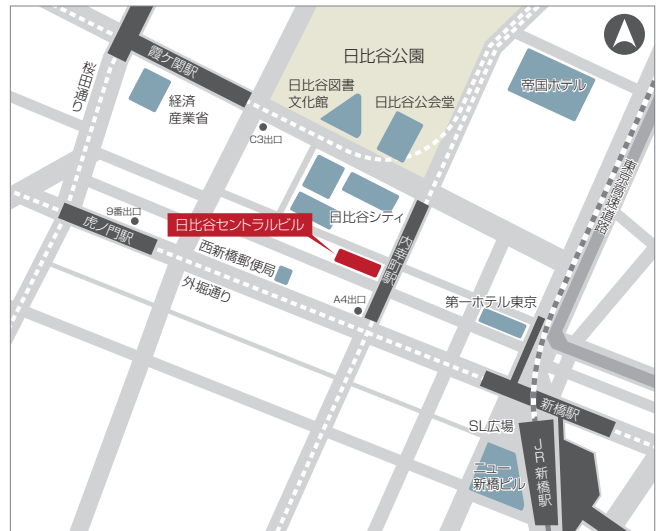 日比谷公園
霞ケ関駅
桜田通り
日比谷図書
文化館
日比谷公会堂
帝国ホテル
経済
産業省
C3出口
東京高速道路
9番出口
日比谷シティ
虎ノ門駅
日比谷セントラルビル
内幸町駅
西新橋郵便局
外堀通り
A4出口
第一ホテル東京
新橋駅
SL広場
JR新橋駅
ニュー
新橋ビル